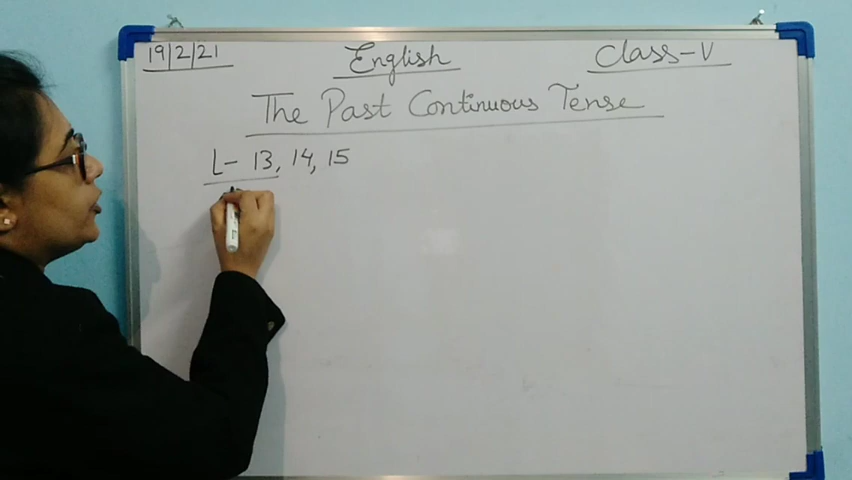 19/2/21 English Class-V
The Past Continuous Tense
L- 13, 14, 15